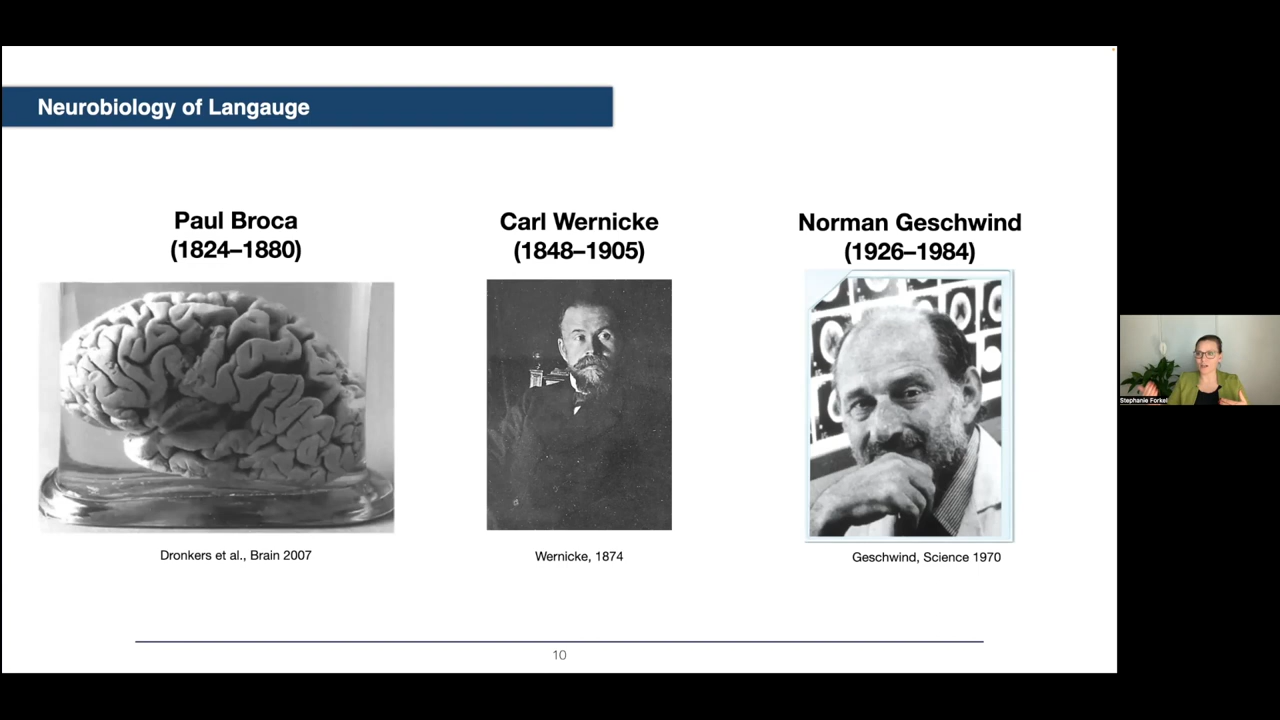 Neurobiology of Langauge
Paul Broca
(1824–1880)
Carl Wernicke
(1848–1905)
Norman Geschwind
(1926–1984)
Dronkers et al., Brain 2007
Wernicke, 1874
Geschwind, Science 1970
10
Stephanie Forkel